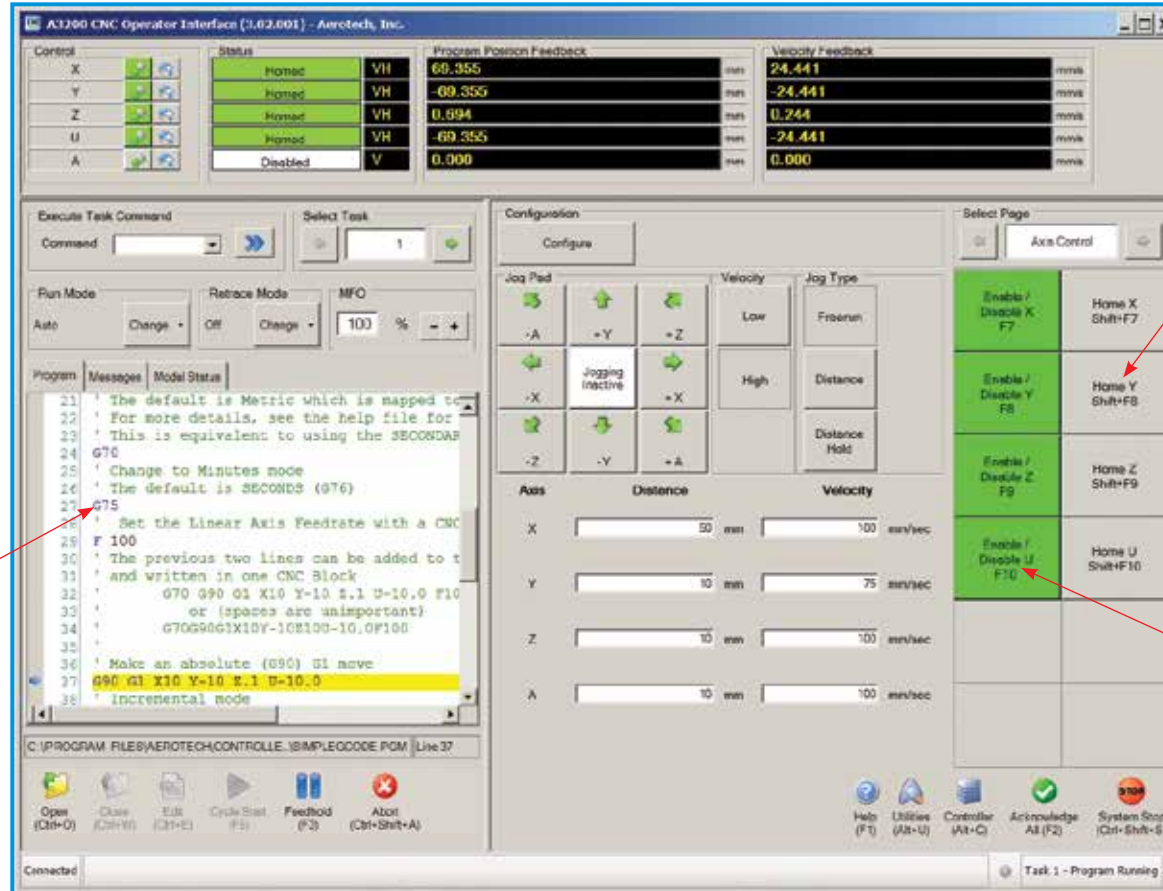 A3200 CNC Operator Interface (3.02.001) - Aerotech, Inc.
Control
Status
Program Position Feedback
Velocity Feedback
X Homed VH 69.355 mm 24.441 mm/s
Y Homed VH -69.355 mm -24.441 mm/s
Z Homed VH 0.694 mm 0.244 mm/s
U Homed VH -69.355 mm -24.441 mm/s
A Disabled V 0.000 mm 0.000 mm/s
Execute Task Command
Command
Select Task
1
Run Mode
Auto Change
Retrace Mode
Off Change
MFO
100 % - +
Program Messages Modal Status
21 ' The default is Metric which is mapped to
22 ' For more details, see the help file for
23 ' This is equivalent to using the SECONDAR
24 G70
25 ' Change to Minutes mode
26 ' The default is SECONDS (G76)
27 G75
28 ' Set the Linear Axis Feedrate with a CNC
29 F 100
30 ' The previous two lines can be added to t
31 ' and written in one CNC Block
32 ' G70 G90 G1 X10 Y-10 Z.1 U-10.0 F10
33 ' or (spaces are unimportant)
34 ' G70G90G1X10Y-10Z100-10.0F100
35 '
36 ' Make an absolute (G90) G1 move
37 G90 G1 X10 Y-10 Z.1 U-10.0
38 ' Incremental mode
C:\PROGRAM FILES\AEROTECH\CONTROLLE..\SIMPLEGCODE.PGM Line 37
Open
(Ctrl+O)
Close
(Ctrl+W)
Edit
(Ctrl+E)
Cycle Start
(F5)
Feedhold
(F3)
Abort
(Ctrl+Shift+A)
Configuration
Configure
Jog Pad
-A
+Y
+Z
-X
Jogging
Inactive
+X
-Z
-Y
+A
Velocity
Low
High
Jog Type
Freerun
Distance
Distance
Hold
Axis Distance Velocity
X 50 mm 100 mm/sec
Y 10 mm 75 mm/sec
Z 10 mm 100 mm/sec
A 10 mm 100 mm/sec
Select Page
Axis Control
Enable /
Disable X
F7
Home X
Shift+F7
Enable /
Disable Y
F8
Home Y
Shift+F8
Enable /
Disable Z
F9
Home Z
Shift+F9
Enable /
Disable U
F10
Home U
Shift+F10
Help
(F1)
Utilities
(Alt+U)
Controller
(Alt+C)
Acknowledge
All (F2)
STOP
System Stop
(Ctrl+Shift+S
Connected
Task 1 - Program Running